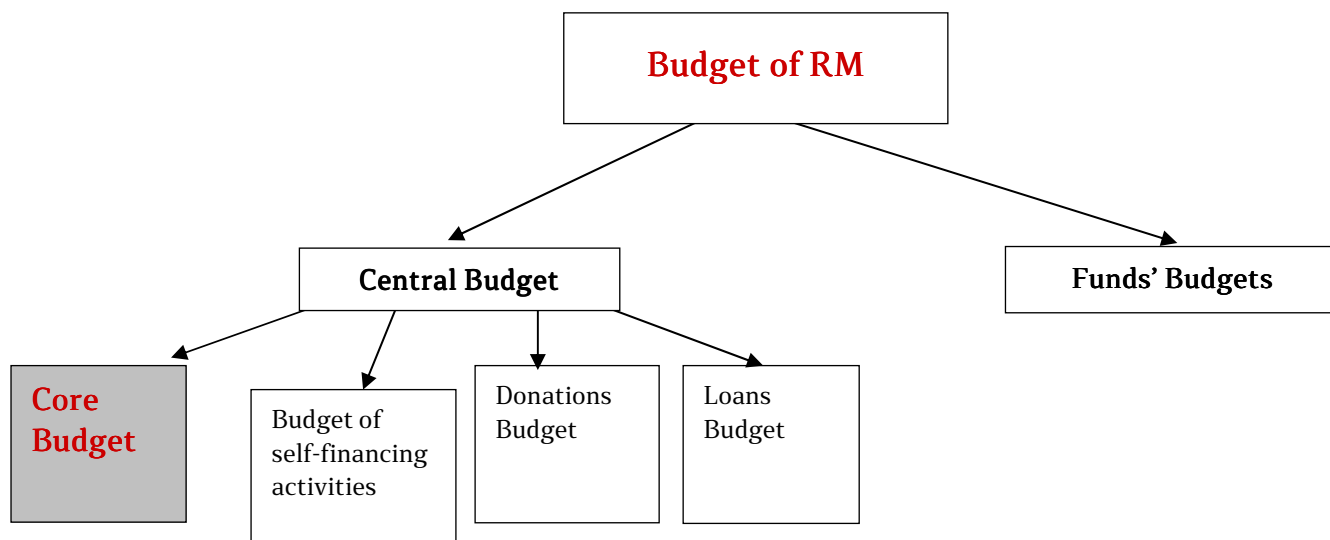 Budget of RM
Central Budget
Funds' Budgets
Core
Budget
Budget of
self-financing
activities
Donations
Budget
Loans
Budget